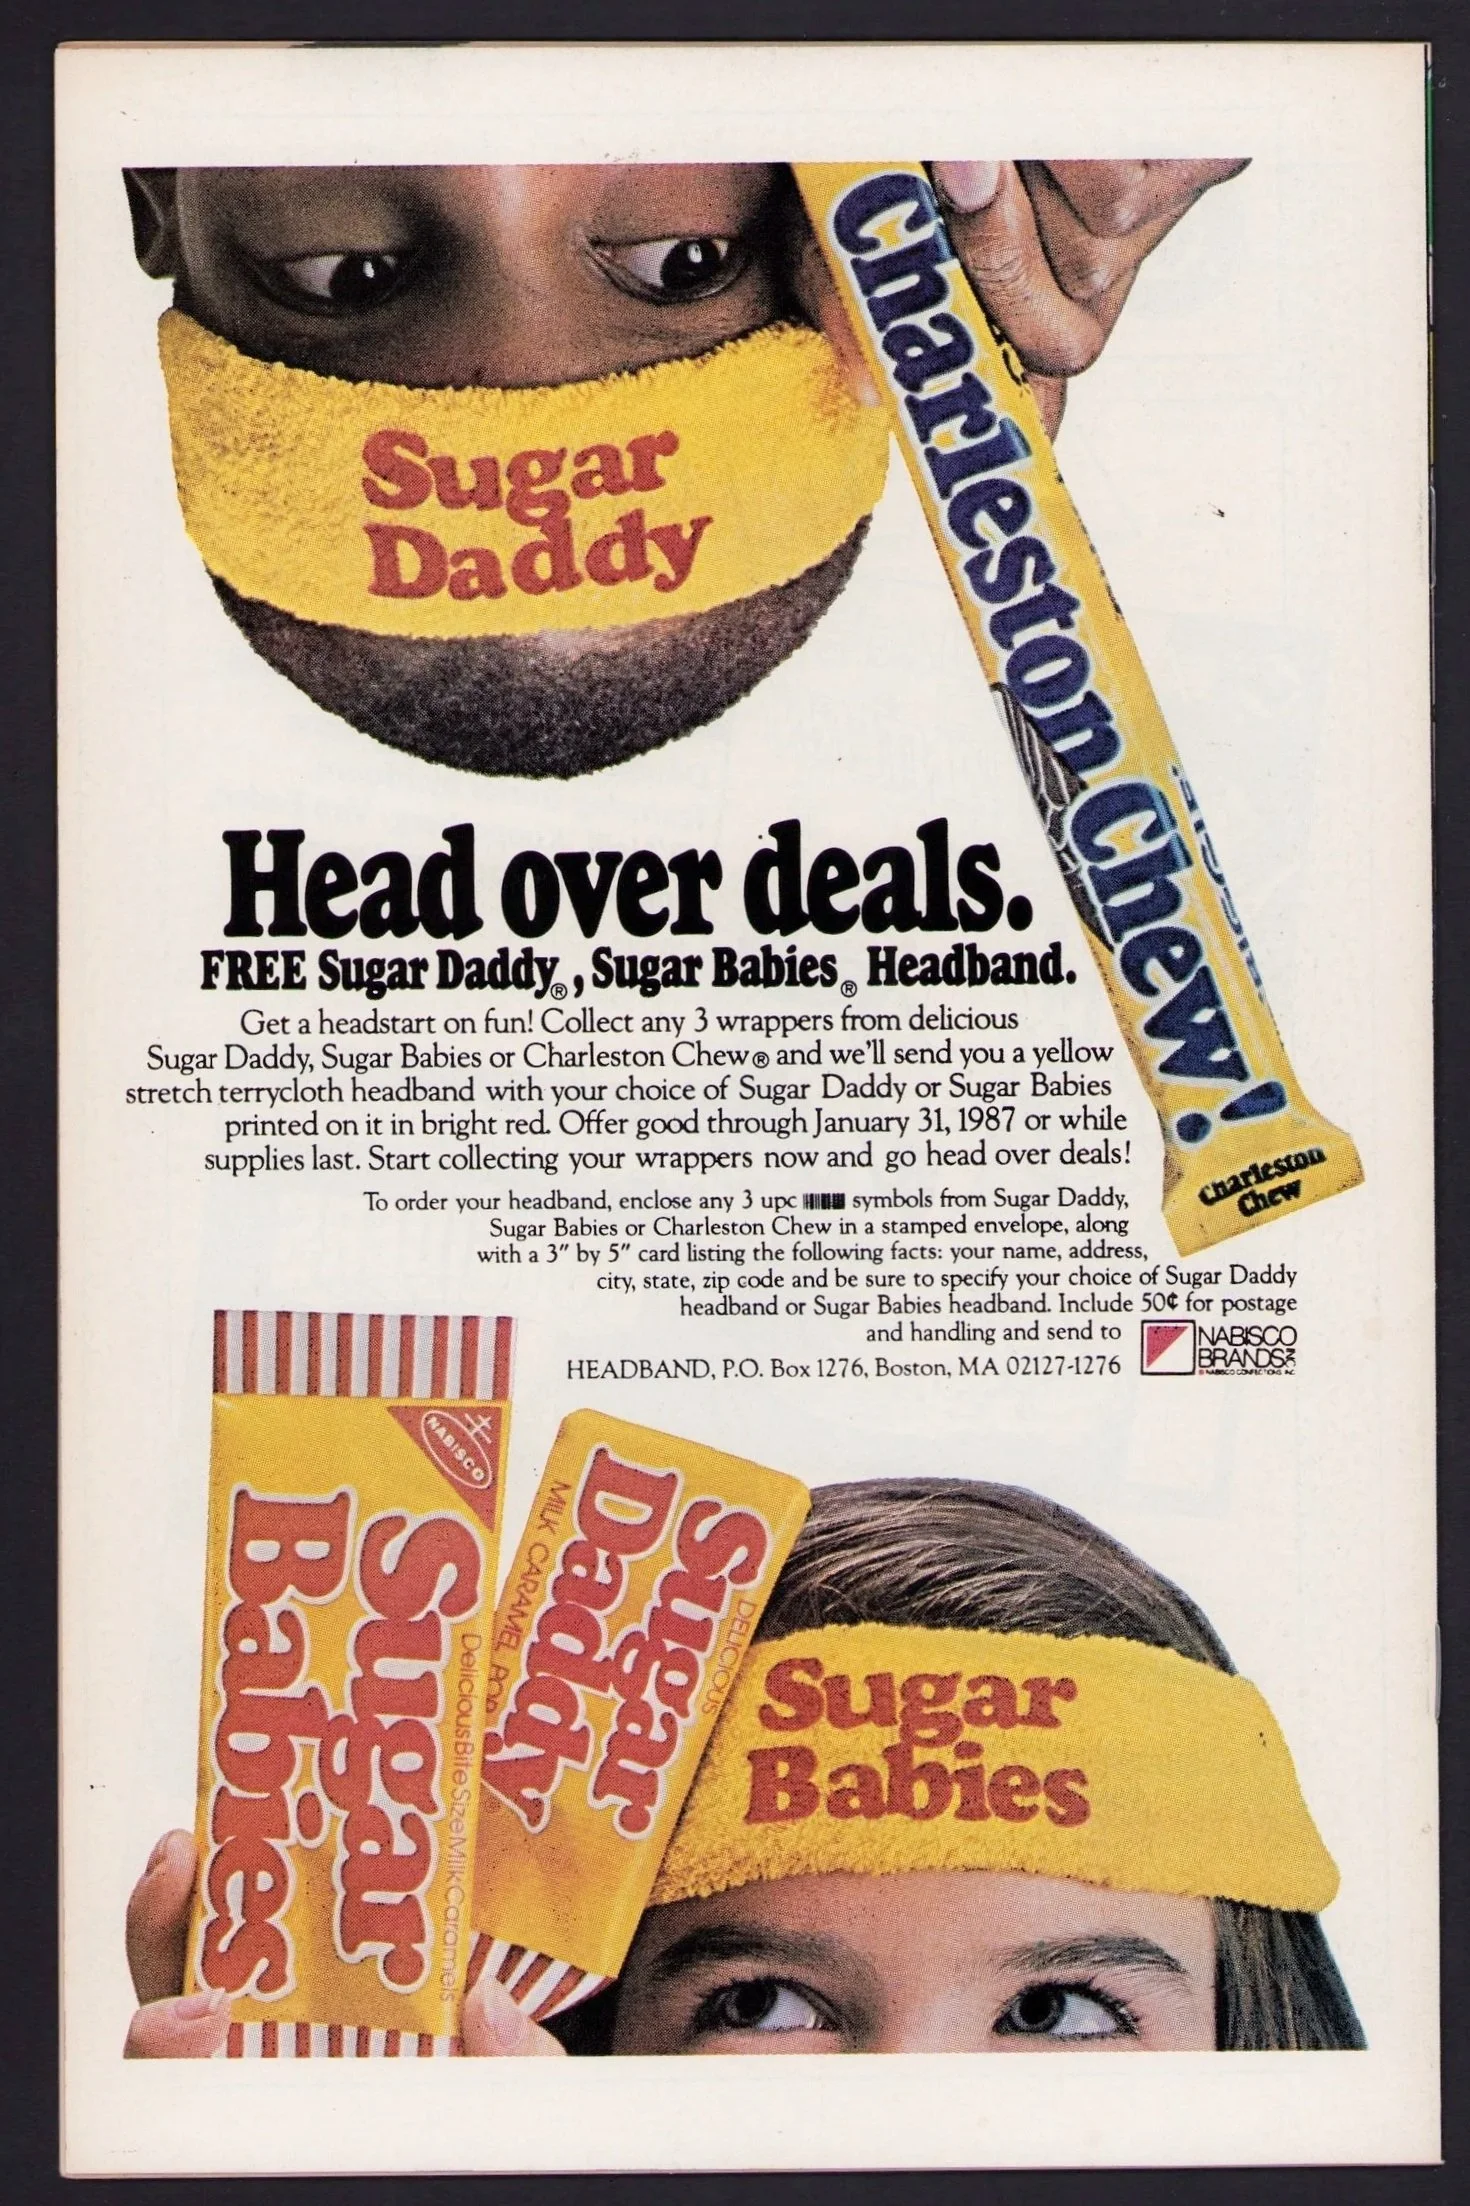 Sugar
Daddy
Charleston Chew!
Charleston
Chew
Head over deals.
FREE Sugar Daddy®, Sugar Babies® Headband.
Get a headstart on fun! Collect any 3 wrappers from delicious
Sugar Daddy, Sugar Babies or Charleston Chew® and we'll send you a yellow
stretch terrycloth headband with your choice of Sugar Daddy or Sugar Babies
printed on it in bright red. Offer good through January 31, 1987 or while
supplies last. Start collecting your wrappers now and go head over deals!
To order your headband, enclose any 3 upc symbols from Sugar Daddy,
Sugar Babies or Charleston Chew in a stamped envelope, along
with a 3" by 5" card listing the following facts: your name, address,
city, state, zip code and be sure to specify your choice of Sugar Daddy
headband or Sugar Babies headband. Include 50¢ for postage
and handling and send to
HEADBAND, P.O. Box 1276, Boston, MA 02127-1276
NABISCO
BRANDS
NABISCO CONFECTIONS, INC.
NABISCO
Sugar
Babies
Delicious Bite Size Milk Caramels
DELICIOUS
Sugar
Daddy
MILK CARAMEL POP
Sugar
Babies